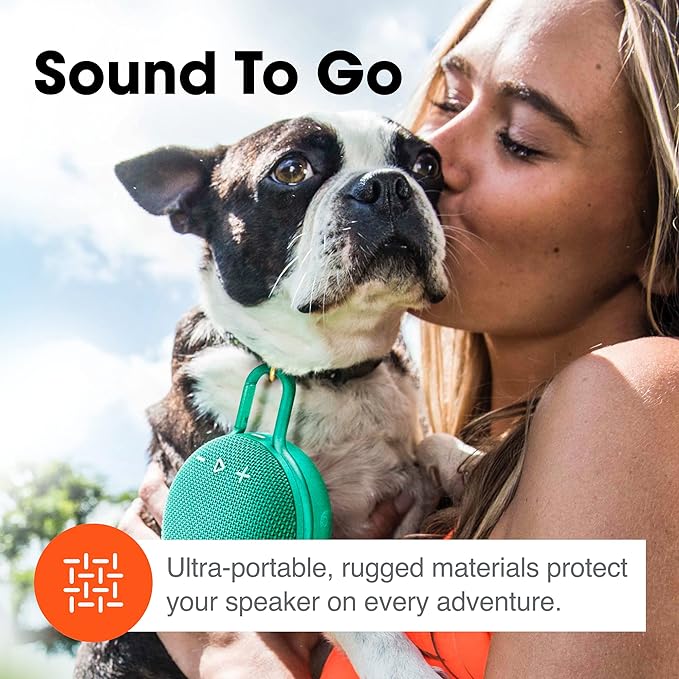 Sound To Go
Ultra-portable, rugged materials protect
your speaker on every adventure.